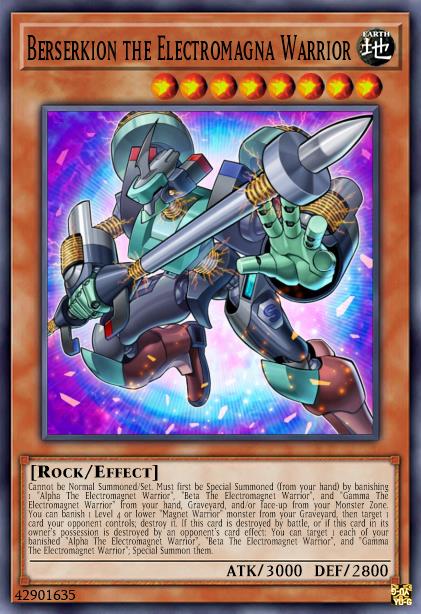 BERSERKION THE ELECTROMAGNA WARRIOR
EARTH
地
S
[ROCK/EFFECT]
Cannot be Normal Summoned/Set. Must first be Special Summoned (from your hand) by banishing
1 "Alpha The Electromagnet Warrior", "Beta The Electromagnet Warrior", and "Gamma The
Electromagnet Warrior" from your hand, Graveyard, and/or face-up from your Monster Zone.
You can banish 1 Level 4 or lower "Magnet Warrior" monster from your Graveyard, then target 1
card your opponent controls; destroy it. If this card is destroyed by battle, or if this card in its
owner's possession is destroyed by an opponent's card effect: You can target 1 each of your
banished "Alpha The Electromagnet Warrior", "Beta The Electromagnet Warrior", and "Gamma
The Electromagnet Warrior"; Special Summon them.
ATK/3000 DEF/2800
42901635